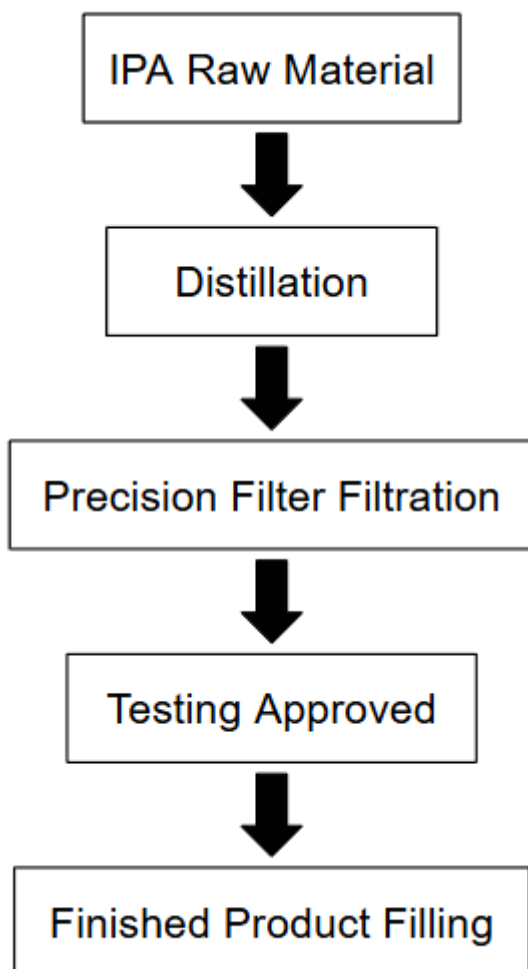 IPA Raw Material
Distillation
Precision Filter Filtration
Testing Approved
Finished Product Filling